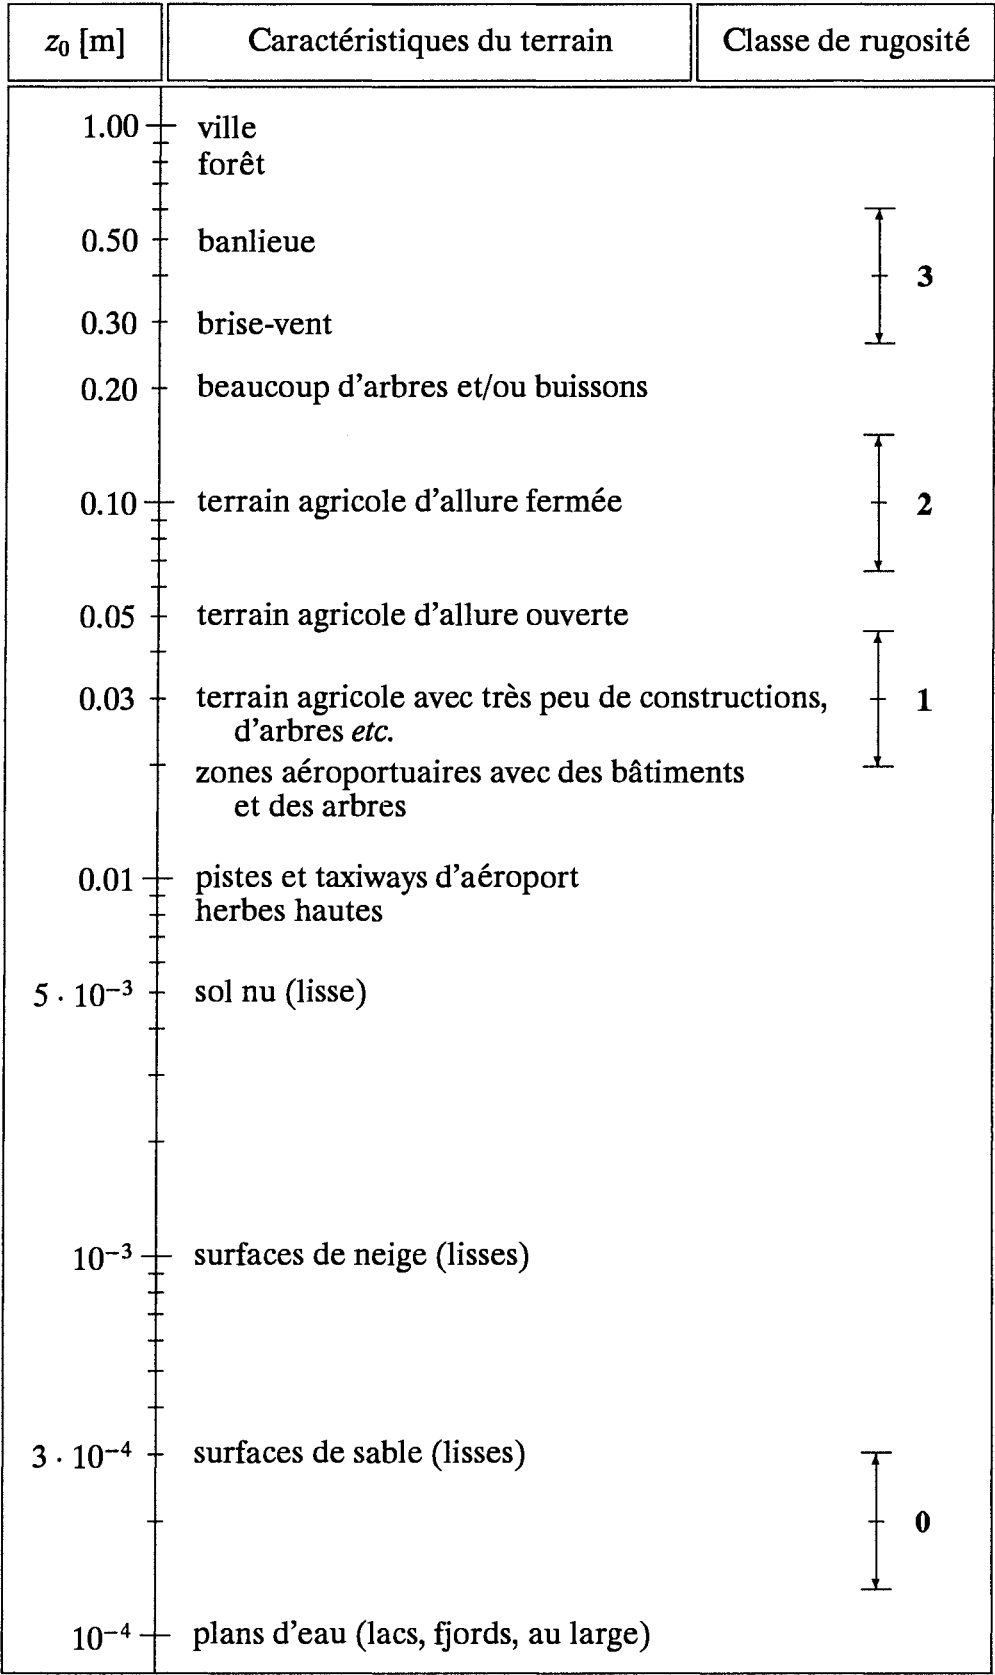 z₀ [m] Caractéristiques du terrain Classe de rugosité
1.00 ville
forêt
0.50 banlieue
3
0.30 brise-vent
0.20 beaucoup d'arbres et/ou buissons
0.10 terrain agricole d'allure fermée 2
0.05 terrain agricole d'allure ouverte
0.03 terrain agricole avec très peu de constructions, 1
d'arbres etc.
zones aéroportuaires avec des bâtiments
et des arbres
0.01 pistes et taxiways d'aéroport
herbes hautes
5 · 10⁻³ sol nu (lisse)
10⁻³ surfaces de neige (lisses)
3 · 10⁻⁴ surfaces de sable (lisses)
0
10⁻⁴ plans d'eau (lacs, fjords, au large)